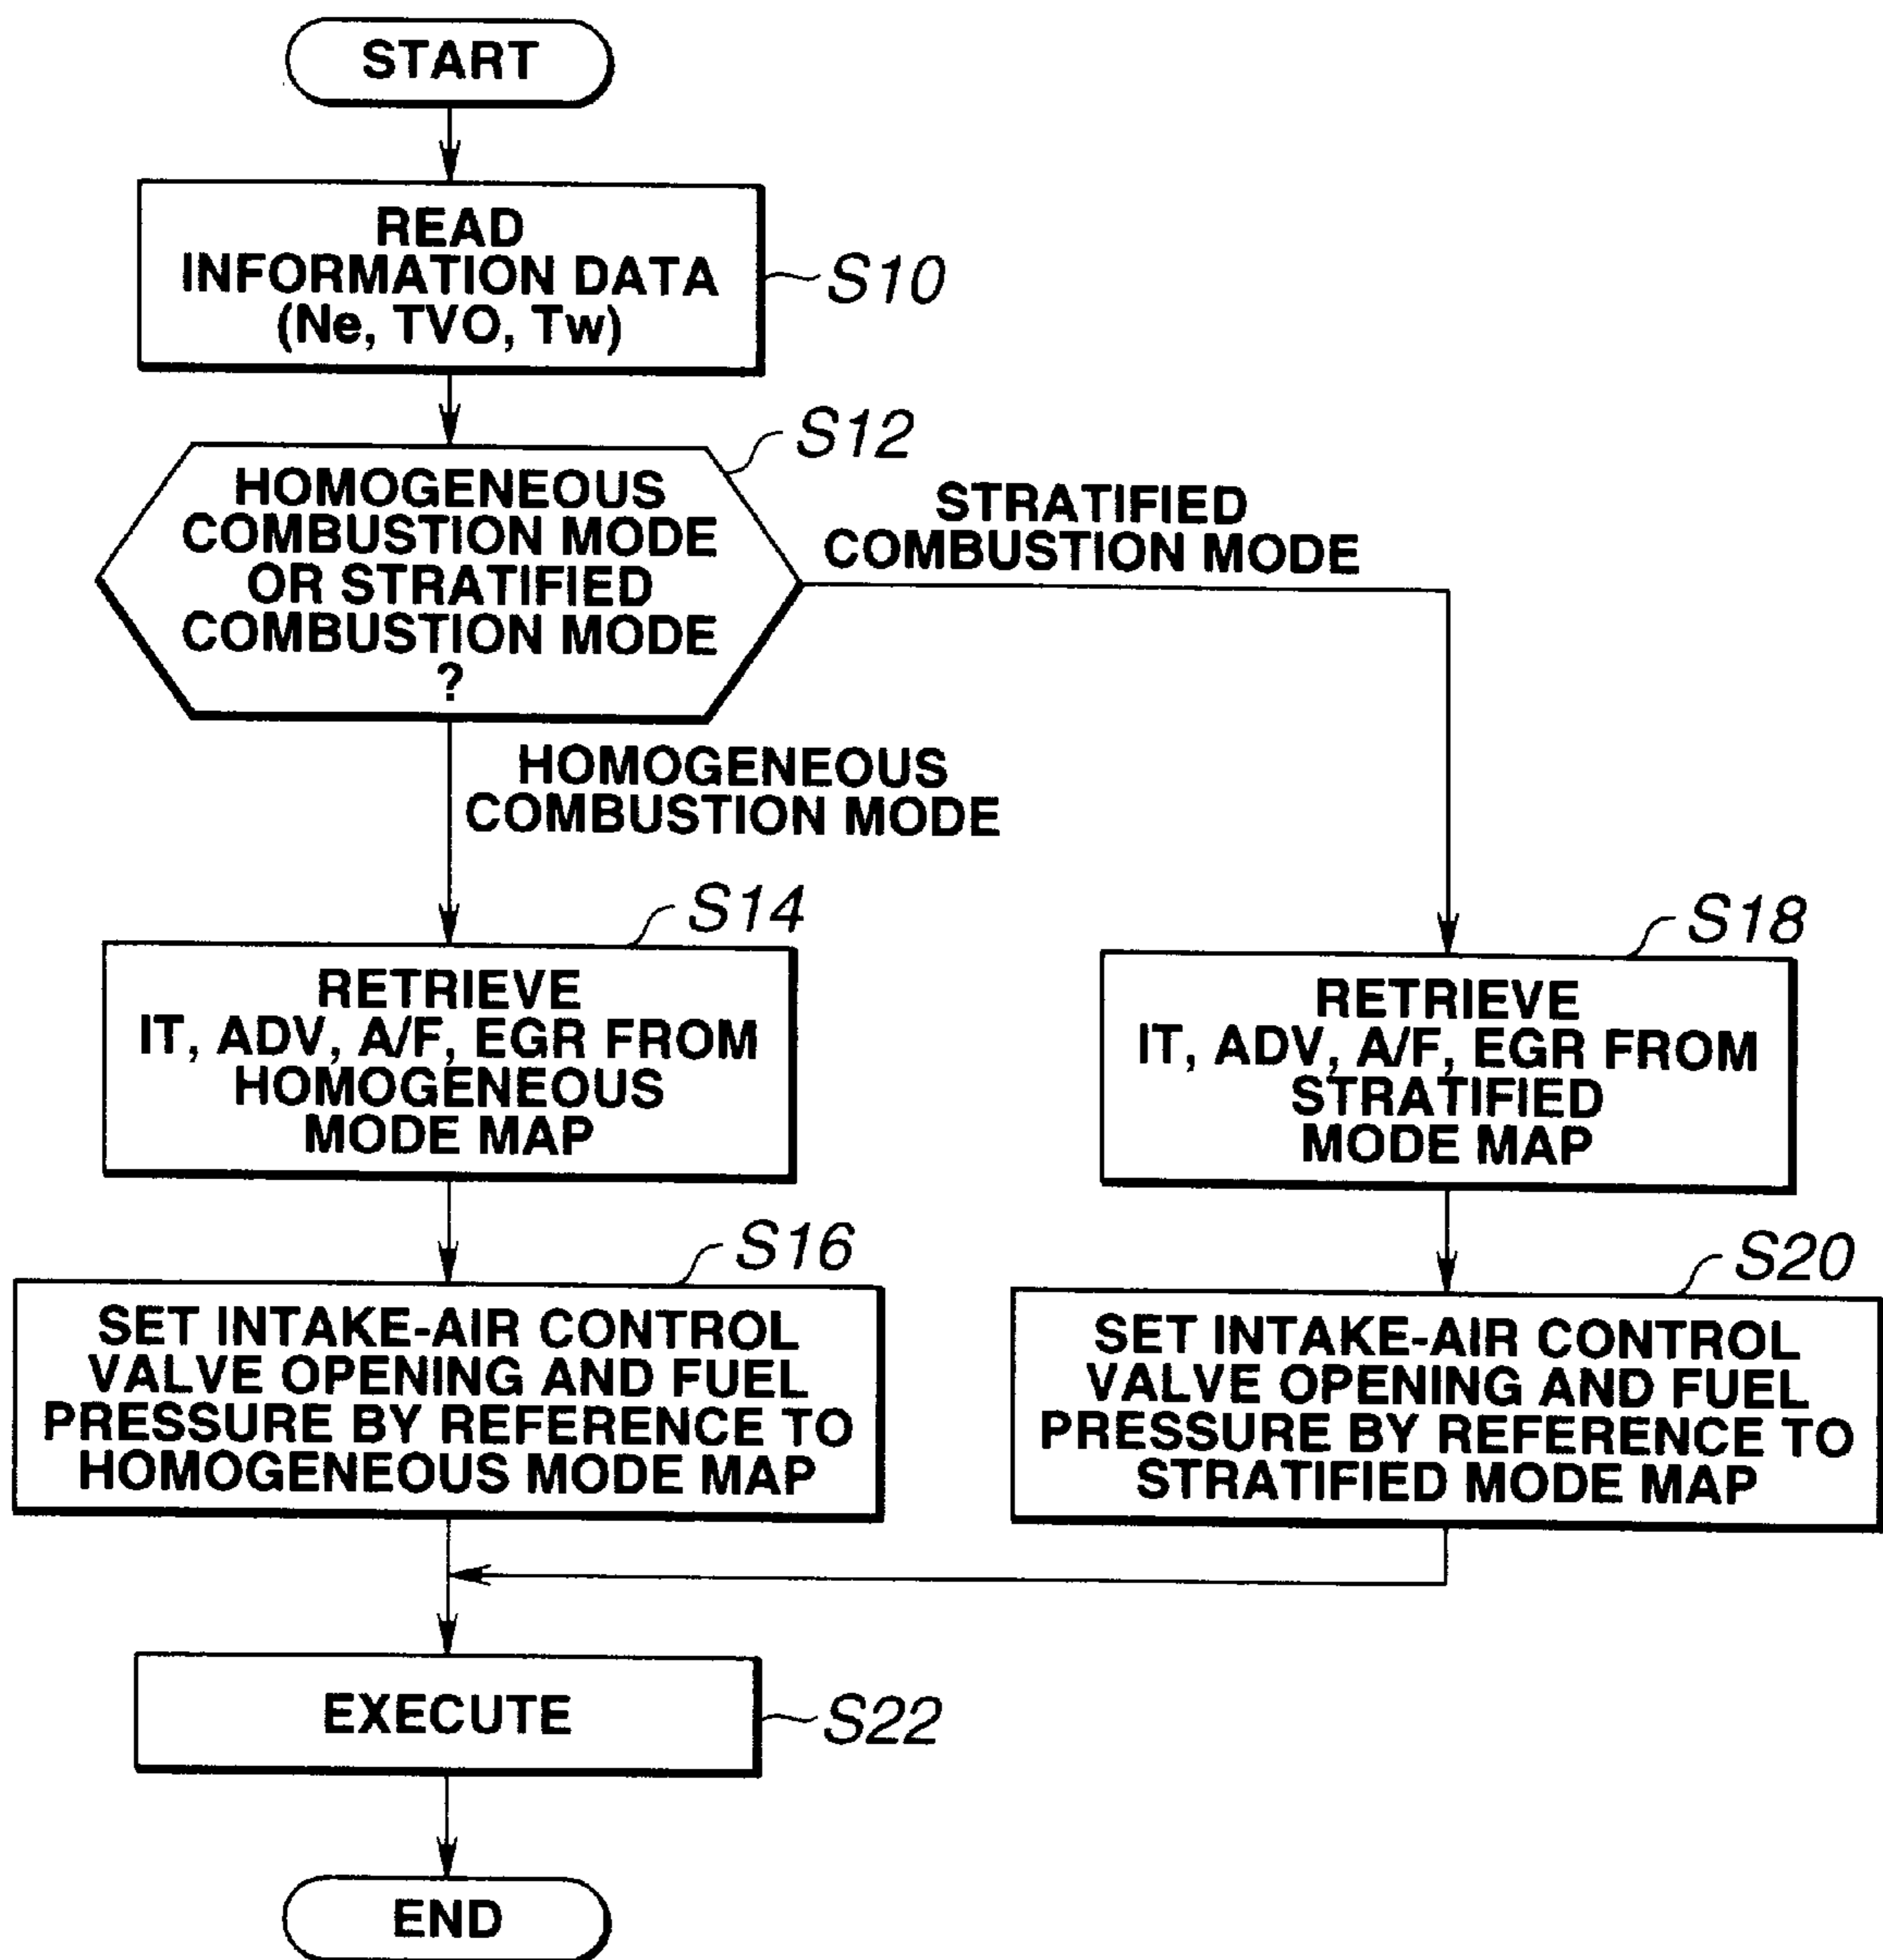 START
READ
INFORMATION DATA
(Ne, TVO, Tw)
S10
S12
HOMOGENEOUS
COMBUSTION MODE
OR STRATIFIED
COMBUSTION MODE
?
STRATIFIED
COMBUSTION MODE
HOMOGENEOUS
COMBUSTION MODE
S14
RETRIEVE
IT, ADV, A/F, EGR FROM
HOMOGENEOUS
MODE MAP
S18
RETRIEVE
IT, ADV, A/F, EGR FROM
STRATIFIED
MODE MAP
S16
SET INTAKE-AIR CONTROL
VALVE OPENING AND FUEL
PRESSURE BY REFERENCE TO
HOMOGENEOUS MODE MAP
S20
SET INTAKE-AIR CONTROL
VALVE OPENING AND FUEL
PRESSURE BY REFERENCE TO
STRATIFIED MODE MAP
EXECUTE
S22
END